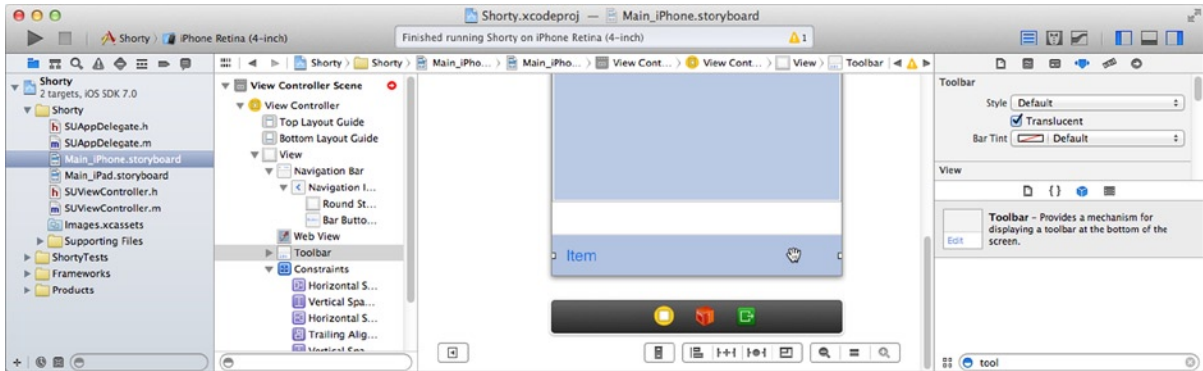 Shorty.xcodeproj — Main_iPhone.storyboard
Shorty › iPhone Retina (4-inch)
Finished running Shorty on iPhone Retina (4-inch)
1
Shorty › Shorty › Main_iPho... › Main_iPho... › View Cont... › View Cont... › View › Toolbar
Shorty
2 targets, iOS SDK 7.0
Shorty
h SUAppDelegate.h
m SUAppDelegate.m
Main_iPhone.storyboard
Main_iPad.storyboard
h SUViewController.h
m SUViewController.m
Images.xcassets
Supporting Files
ShortyTests
Frameworks
Products
View Controller Scene
View Controller
Top Layout Guide
Bottom Layout Guide
View
Navigation Bar
Navigation I...
Round St...
Bar Butto...
Web View
Toolbar
Constraints
Horizontal S...
Vertical Spa...
Horizontal S...
Trailing Alig...
Vertical Spa...
Item
Toolbar
Style Default
Translucent
Bar Tint Default
View
{}
Toolbar – Provides a mechanism for
displaying a toolbar at the bottom of the
screen.
Edit
tool